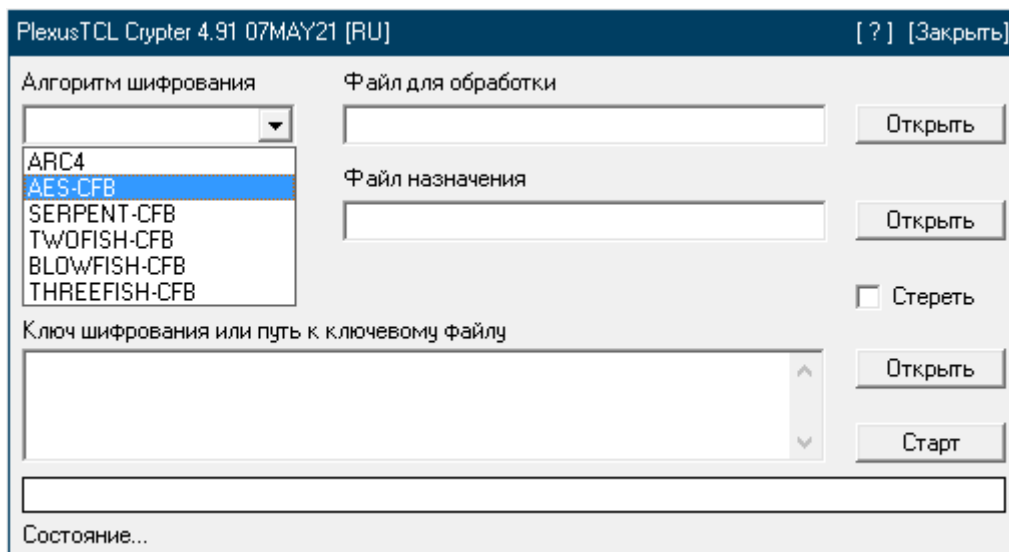 PlexusTCL Crypter 4.91 07MAY21 [RU] [ ? ] [Закрыть]
Алгоритм шифрования Файл для обработки
Открыть
ARC4
AES-CFB
SERPENT-CFB
TWOFISH-CFB
BLOWFISH-CFB
THREEFISH-CFB
Файл назначения
Открыть
Стереть
Ключ шифрования или путь к ключевому файлу
Открыть
Старт
Состояние...